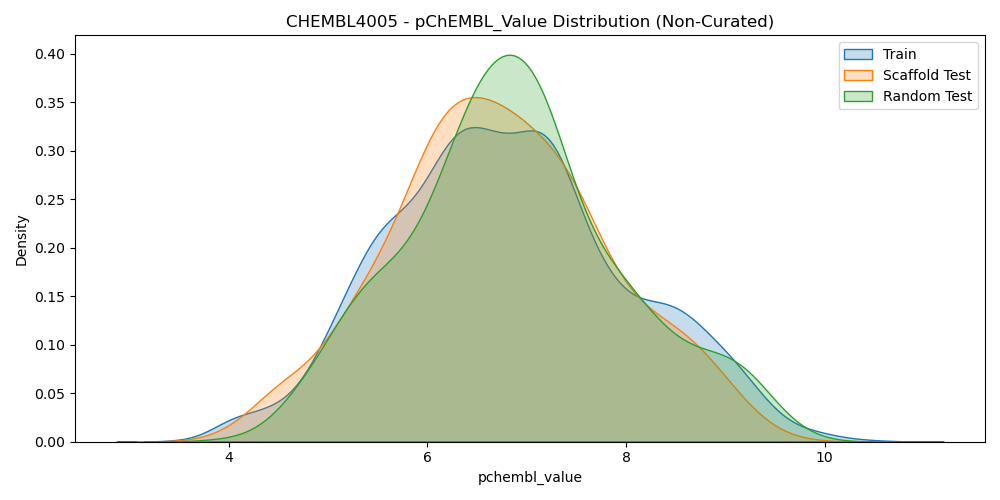 CHEMBL4005 - pChEMBL_Value Distribution (Non-Curated)
Train
Scaffold Test
Random Test
Density
0.40
0.35
0.30
0.25
0.20
0.15
0.10
0.05
0.00
4 6 8 10
pchembl_value